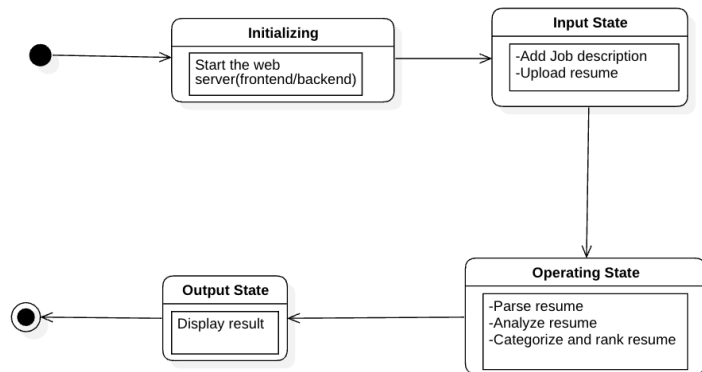 Initializing
Start the web
server(frontend/backend)
Input State
-Add Job description
-Upload resume
Operating State
-Parse resume
-Analyze resume
-Categorize and rank resume
Output State
Display result